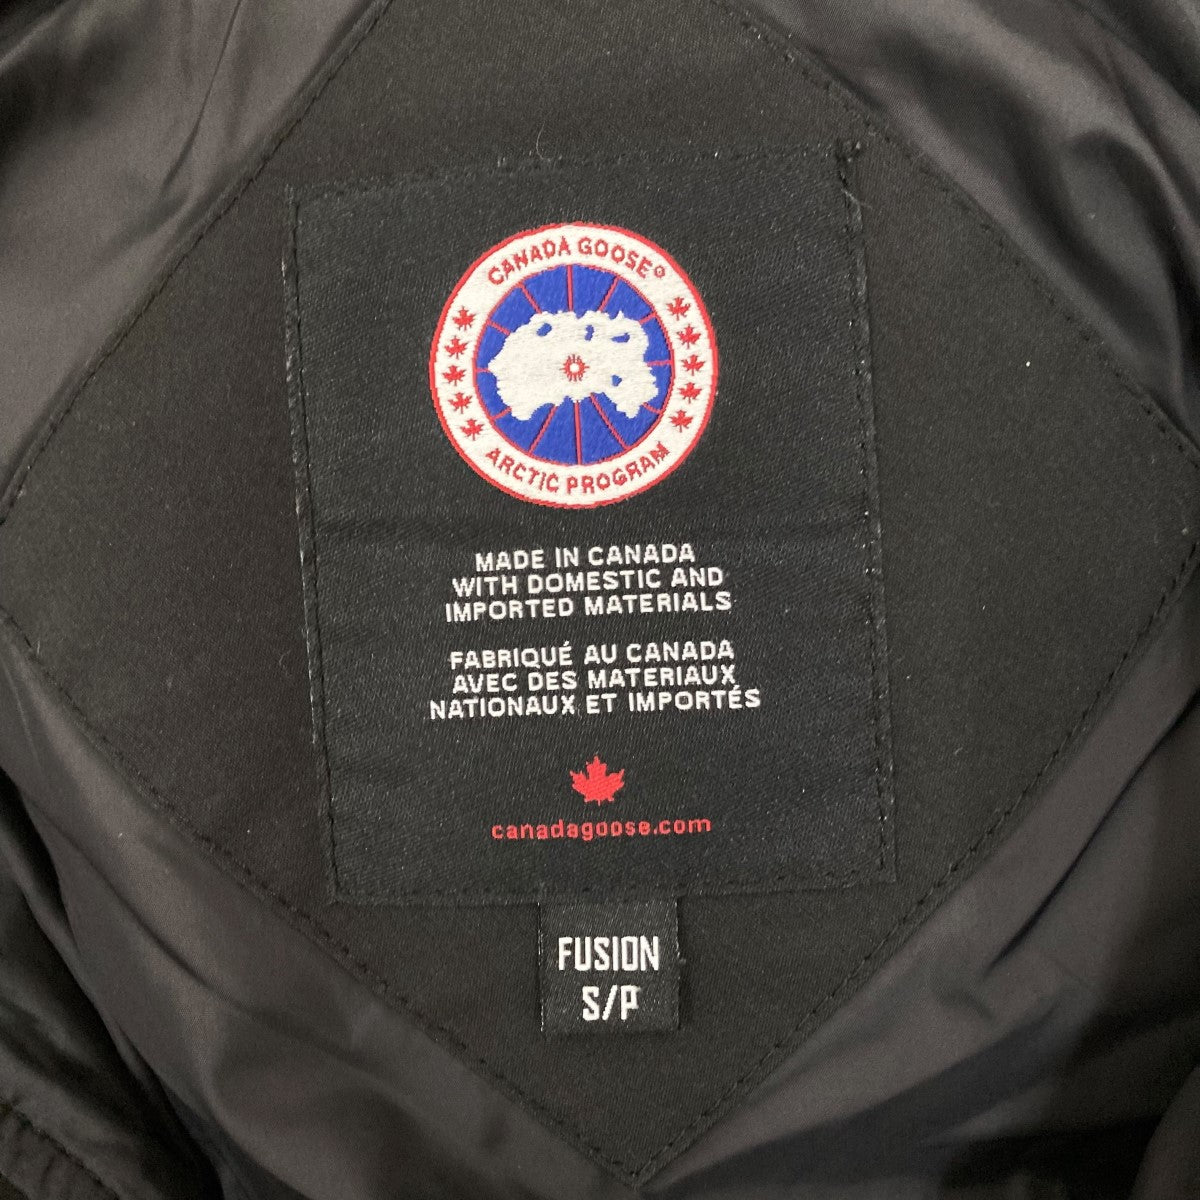 CANADA GOOSE®
ARCTIC PROGRAM
MADE IN CANADA
WITH DOMESTIC AND
IMPORTED MATERIALS
FABRIQUÉ AU CANADA
AVEC DES MATERIAUX
NATIONAUX ET IMPORTÉS
canadagoose.com
FUSION
S/P